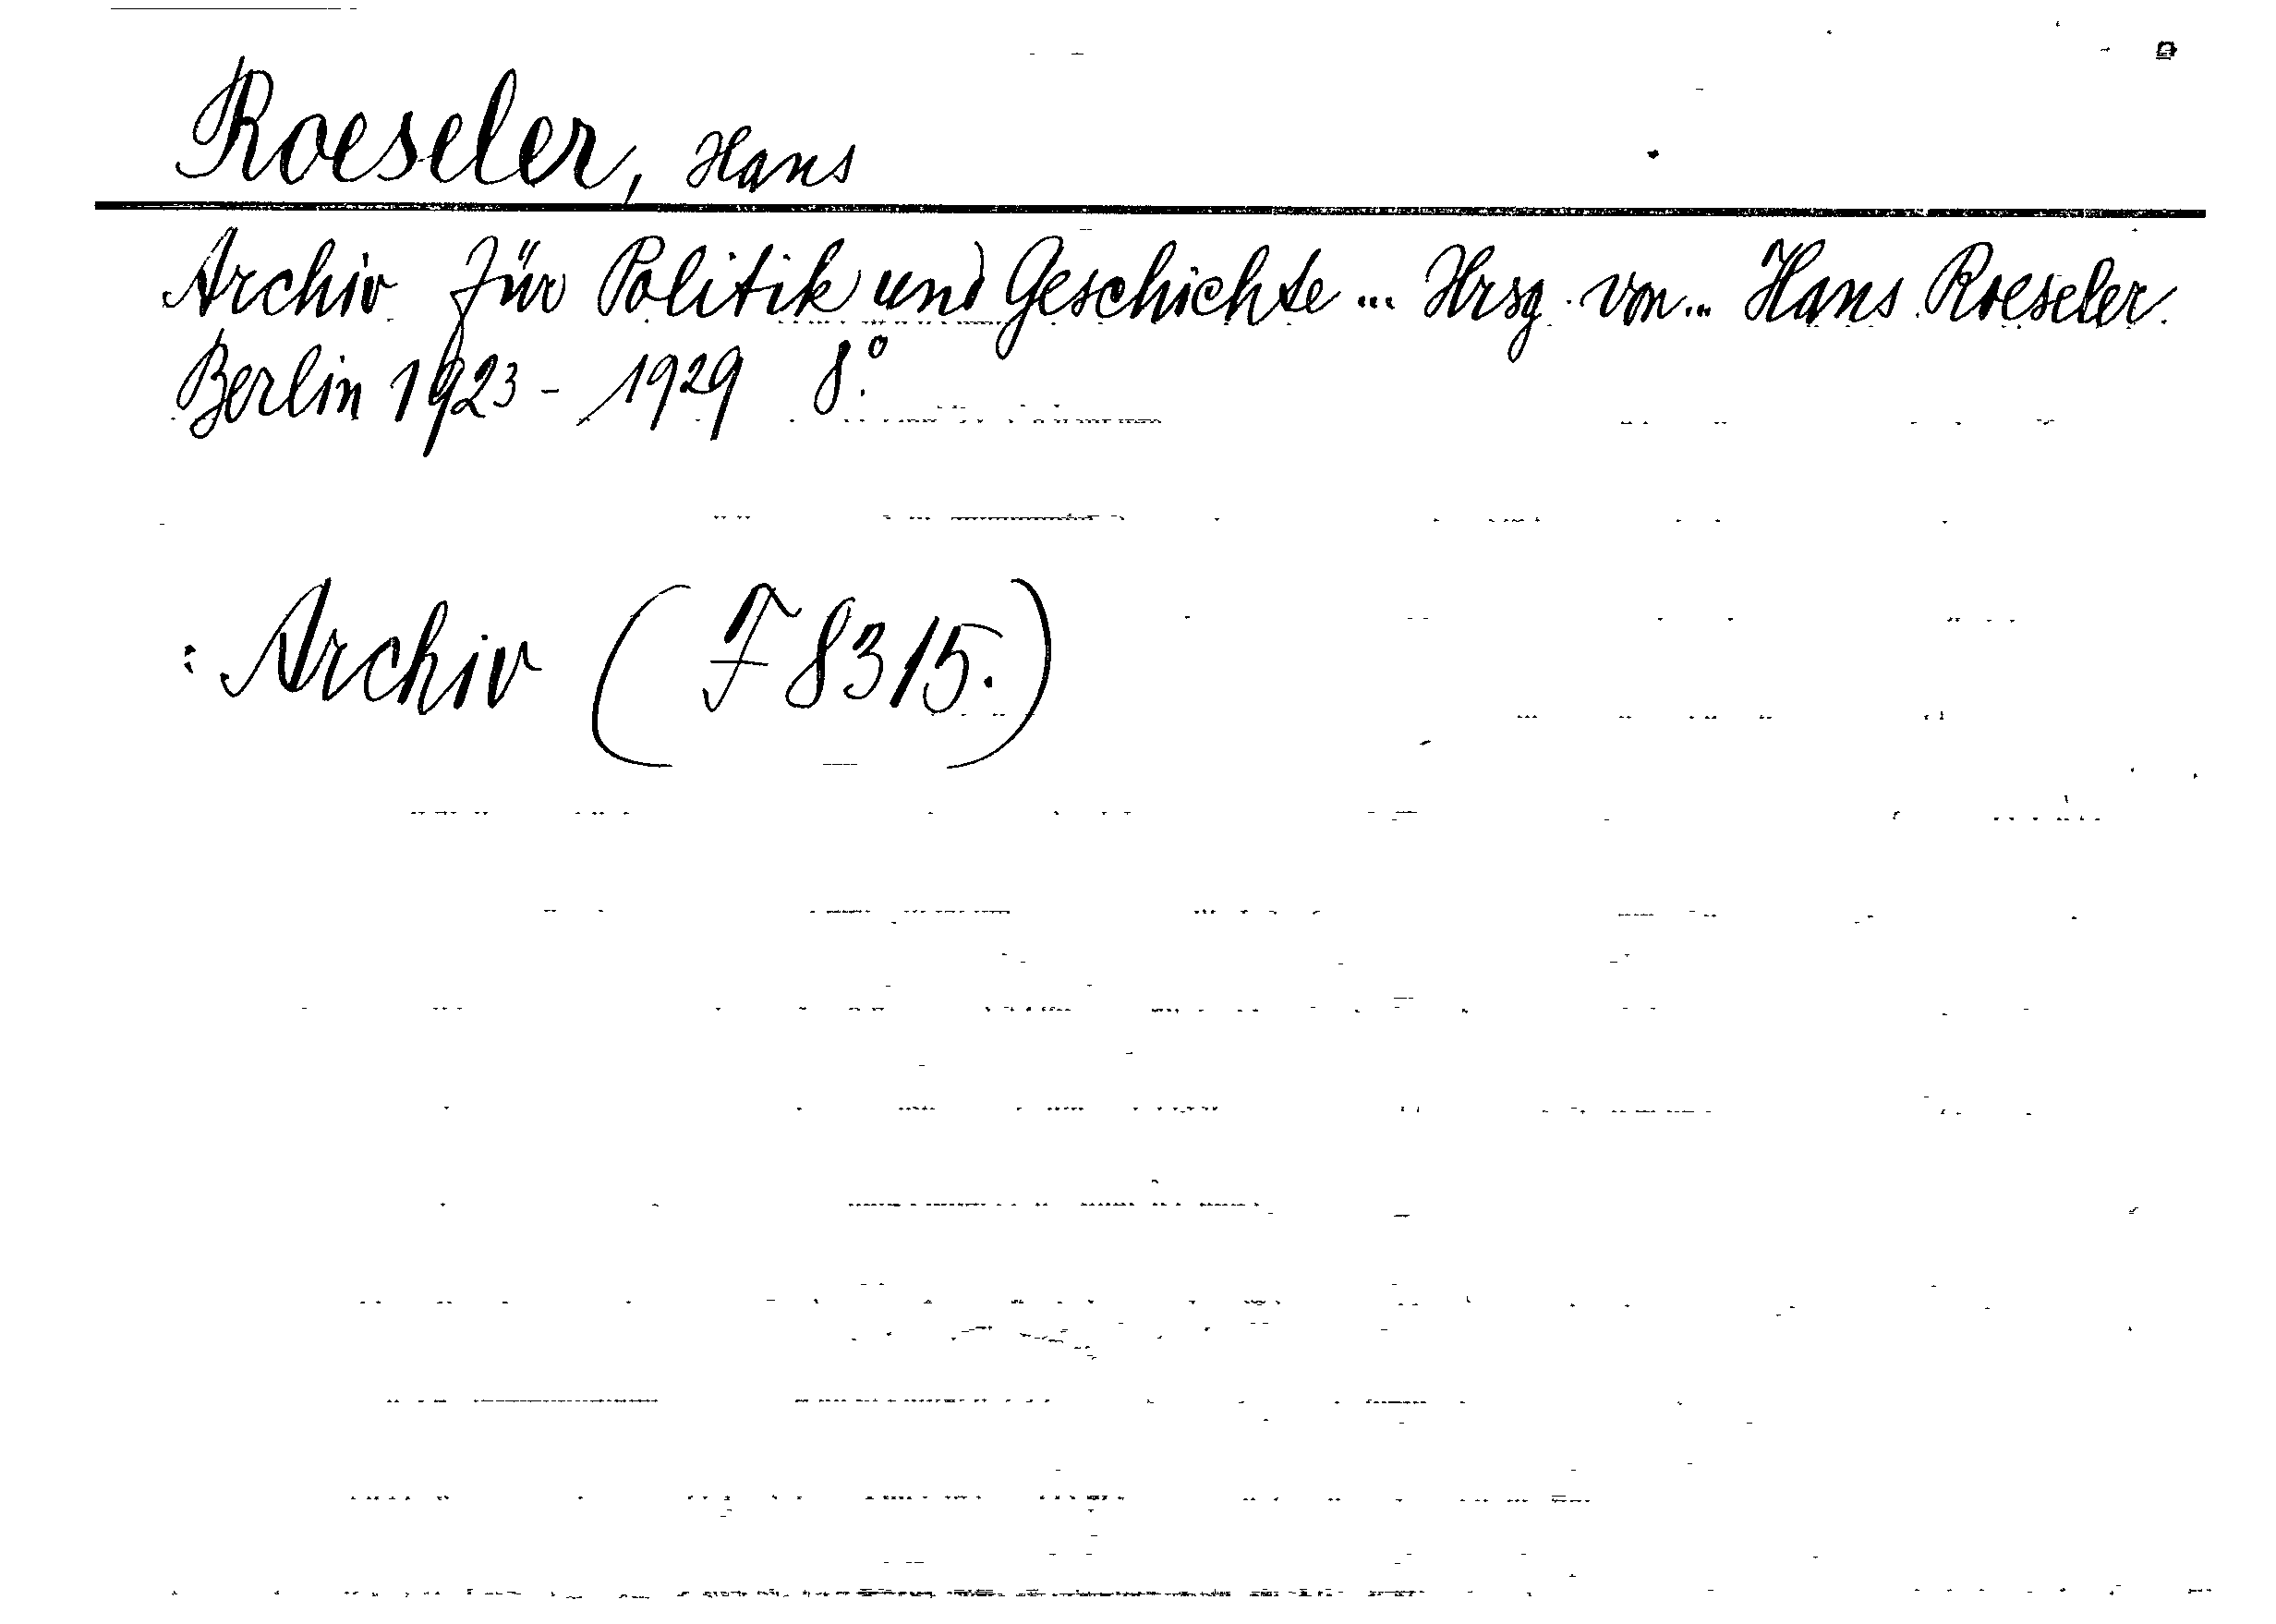 Roeseler, Hans
Archiv für Politik und Geschichte ... Hrsg. von ... Hans Roeseler.
Berlin 1923 - 1929 8.°
: Archiv ( F 8315.)